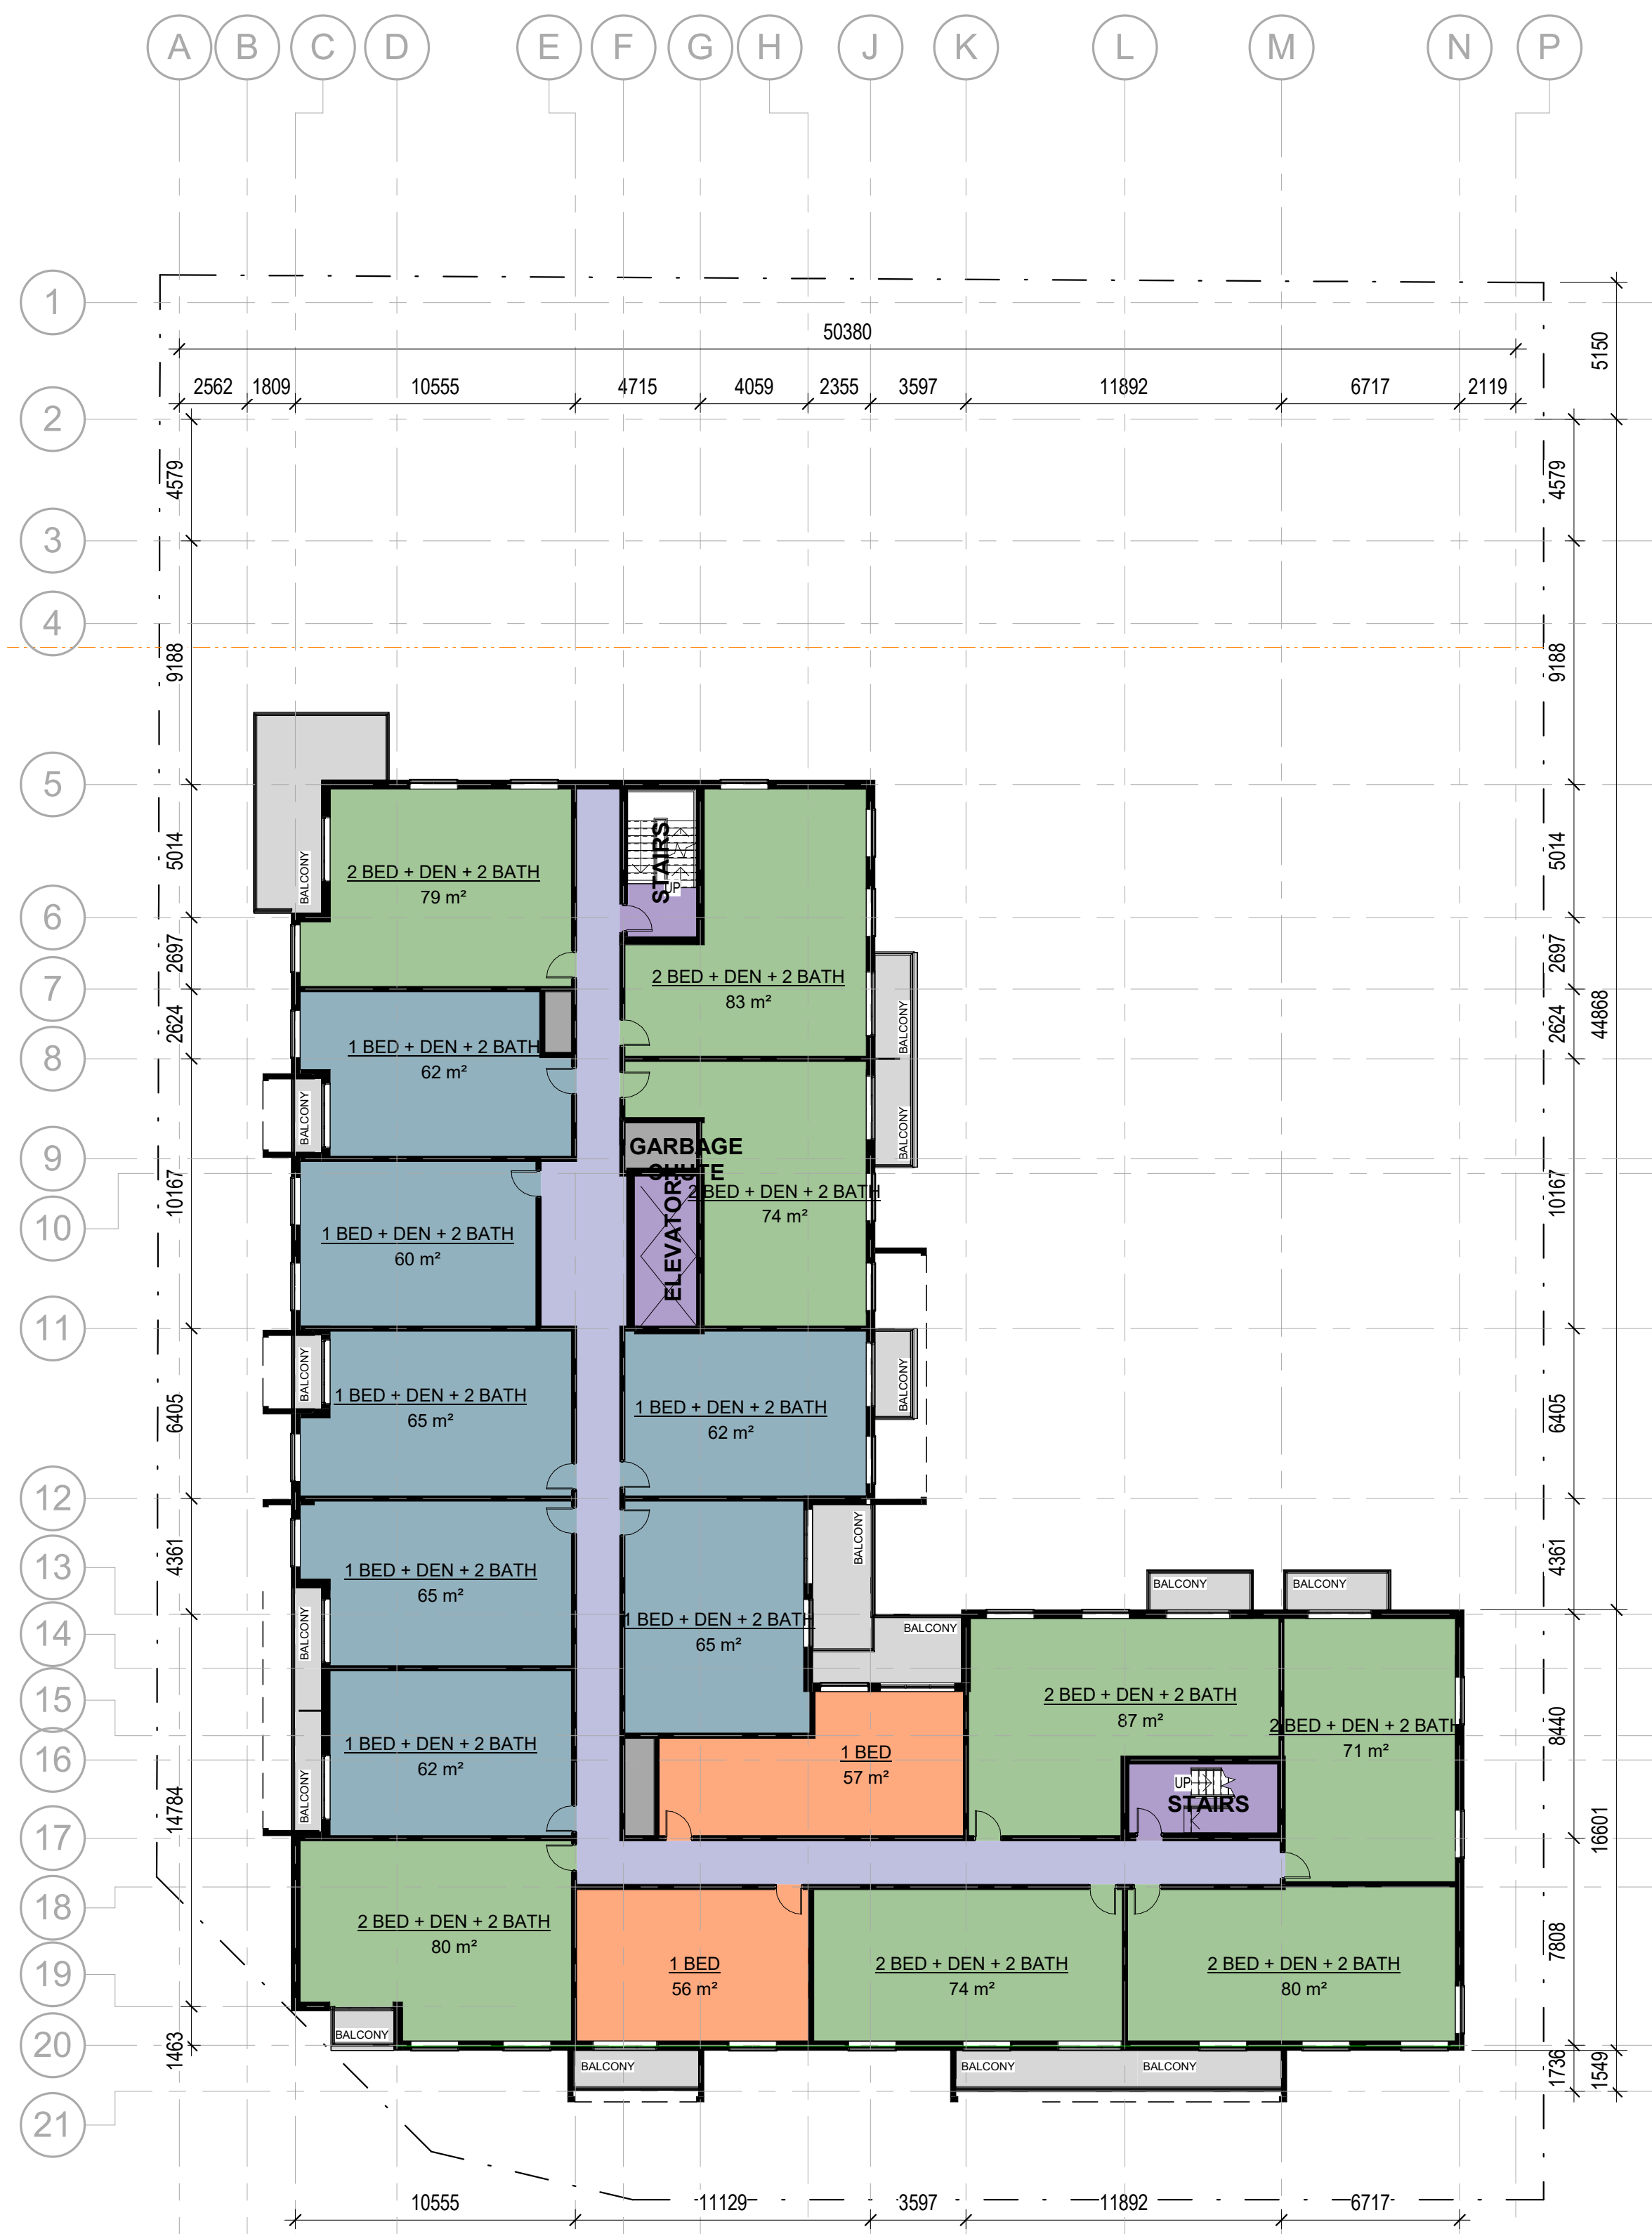 A B C D E F G H J K L M N P
1
50380
5150
2562 1809 10555 4715 4059 2355 3597 11892 6717 2119
2
4579 4579
3
4
9188 9188
5
BALCONY
2 BED + DEN + 2 BATH
79 m²
STAIRS
UP
5014 5014
6
2 BED + DEN + 2 BATH
83 m²
2697 2697
7
BALCONY
44868
2624 2624
1 BED + DEN + 2 BATH
62 m²
8
BALCONY
BALCONY
9
GARBAGE
CHUTE
10167 10167
2 BED + DEN + 2 BATH
74 m²
10
1 BED + DEN + 2 BATH
60 m²
ELEVATOR
11
BALCONY
BALCONY
1 BED + DEN + 2 BATH
65 m²
1 BED + DEN + 2 BATH
62 m²
6405 6405
12
BALCONY
13
4361 4361
1 BED + DEN + 2 BATH
65 m²
BALCONY BALCONY
14
BALCONY
1 BED + DEN + 2 BATH
65 m²
BALCONY
15
2 BED + DEN + 2 BATH
87 m²
2 BED + DEN + 2 BATH
71 m²
8440
16
1 BED + DEN + 2 BATH
62 m²
1 BED
57 m²
BALCONY
UP
STAIRS
14784
17
16601
18
2 BED + DEN + 2 BATH
80 m²
7808
19
1 BED
56 m²
2 BED + DEN + 2 BATH
74 m²
2 BED + DEN + 2 BATH
80 m²
20
BALCONY
1463
BALCONY BALCONY BALCONY
1736 1549
21
10555 11129 3597 11892 6717